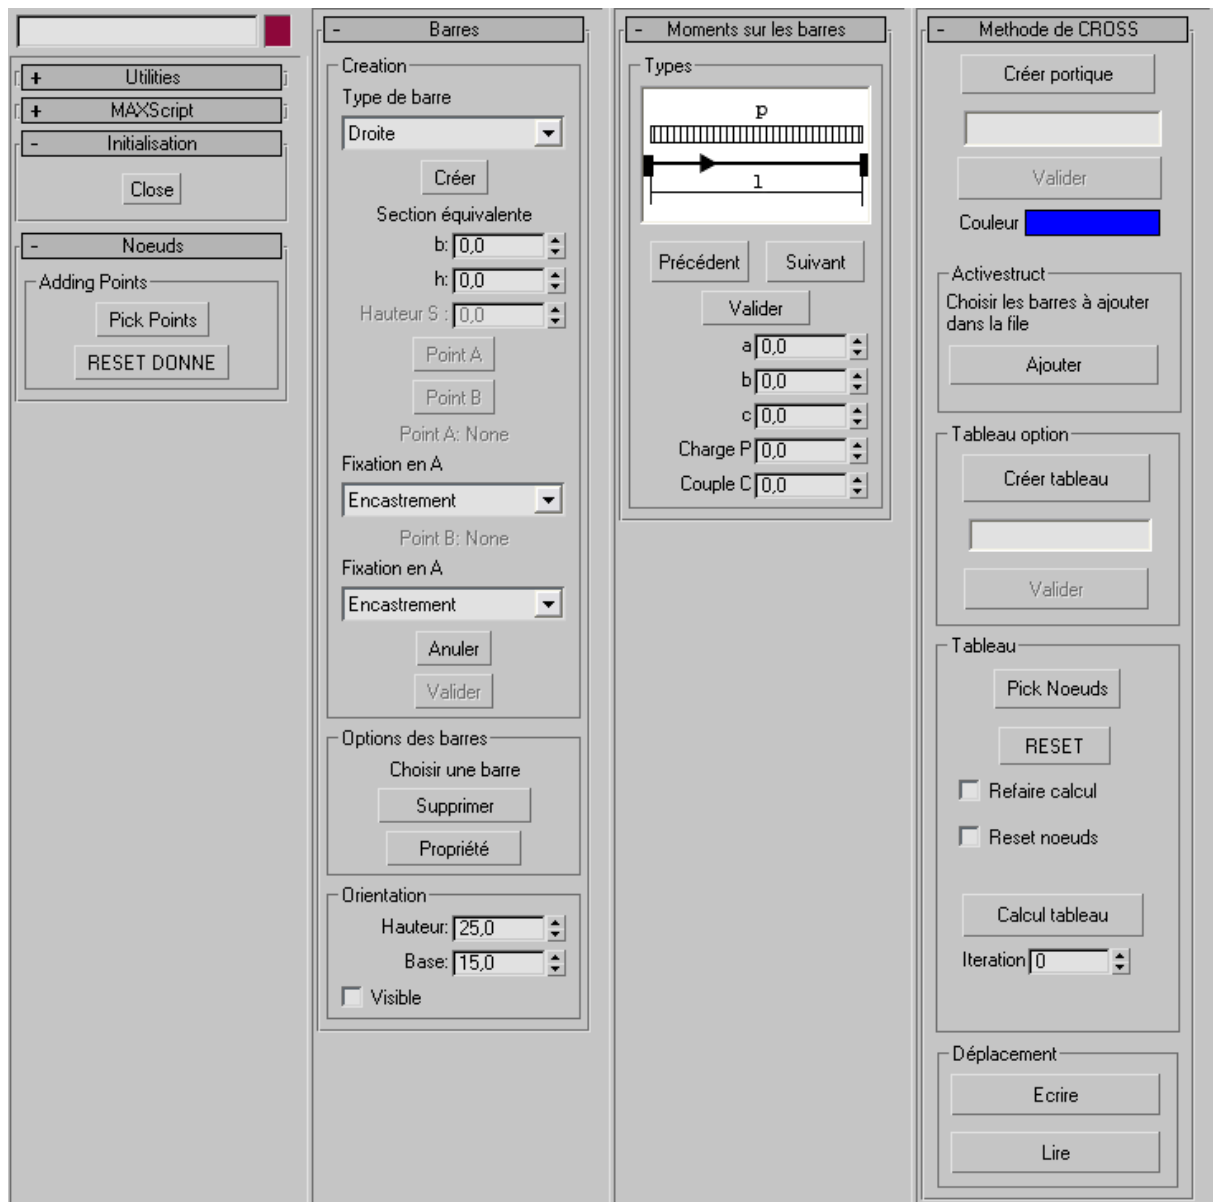 + Utilities
+ MAXScript
- Initialisation
Close
- Noeuds
Adding Points
Pick Points
RESET DONNE
- Barres
Creation
Type de barre
Droite
Créer
Section équivalente
b: 0,0
h: 0,0
Hauteur S : 0,0
Point A
Point B
Point A: None
Fixation en A
Encastrement
Point B: None
Fixation en A
Encastrement
Anuler
Valider
Options des barres
Choisir une barre
Supprimer
Propriété
Orientation
Hauteur: 25,0
Base: 15,0
Visible
- Moments sur les barres
Types
p
l
Précédent Suivant
Valider
a 0,0
b 0,0
c 0,0
Charge P 0,0
Couple C 0,0
- Methode de CROSS
Créer portique
Valider
Couleur
Activestruct
Choisir les barres à ajouter
dans la file
Ajouter
Tableau option
Créer tableau
Valider
Tableau
Pick Noeuds
RESET
Refaire calcul
Reset noeuds
Calcul tableau
Iteration 0
Déplacement
Ecrire
Lire